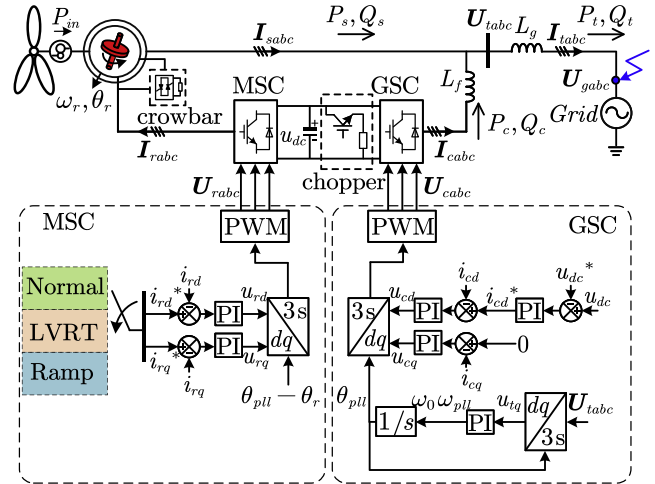 P_in
I_sabc
P_s, Q_s
U_tabc
L_g
I_tabc
P_t, Q_t
U_gabc
ω_r, θ_r
crowbar
MSC
GSC
L_f
Grid
u_dc
+
P_c, Q_c
I_rabc
I_cabc
chopper
U_rabc
U_cabc
MSC
GSC
PWM
PWM
Normal
LVRT
Ramp
i_rd
i_rd*
PI
u_rd
3s
dq
i_rq*
PI
u_rq
i_rq
θ_pll − θ_r
3s
dq
u_cd
PI
i_cd
i_cd*
PI
u_dc*
u_dc
u_cq
PI
0
i_cq
θ_pll
1/s
ω_0 ω_pll
PI
u_tq
dq
3s
U_tabc